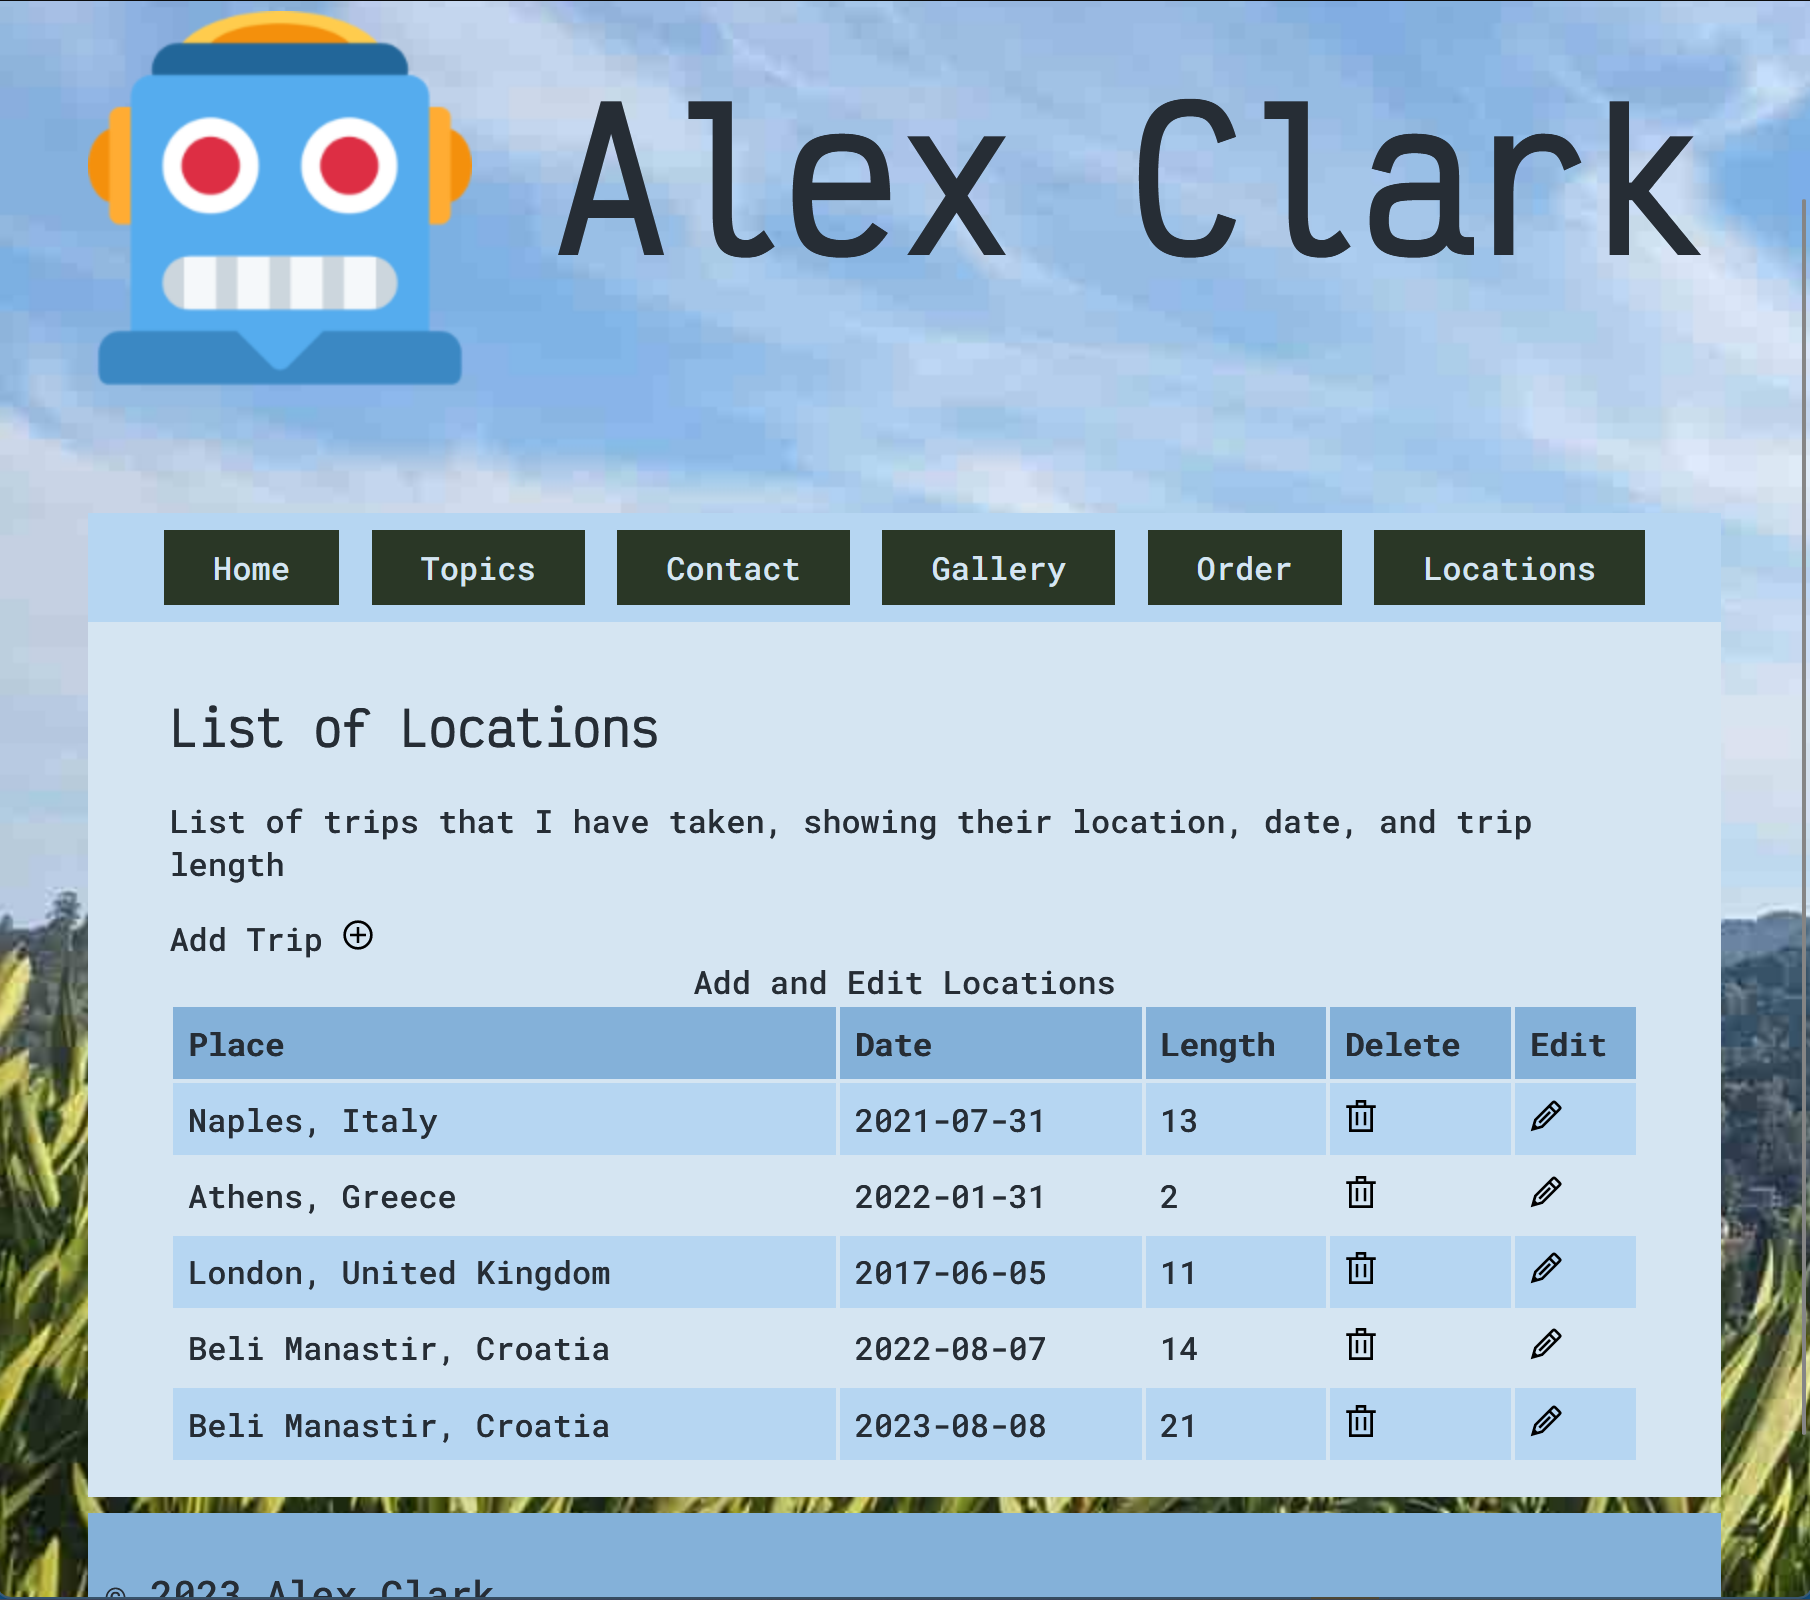 Alex Clark
Home Topics Contact Gallery Order Locations
List of Locations
List of trips that I have taken, showing their location, date, and trip
length
Add Trip
Add and Edit Locations
Place Date Length Delete Edit
Naples, Italy 2021-07-31 13
Athens, Greece 2022-01-31 2
London, United Kingdom 2017-06-05 11
Beli Manastir, Croatia 2022-08-07 14
Beli Manastir, Croatia 2023-08-08 21
© 2023 Alex Clark